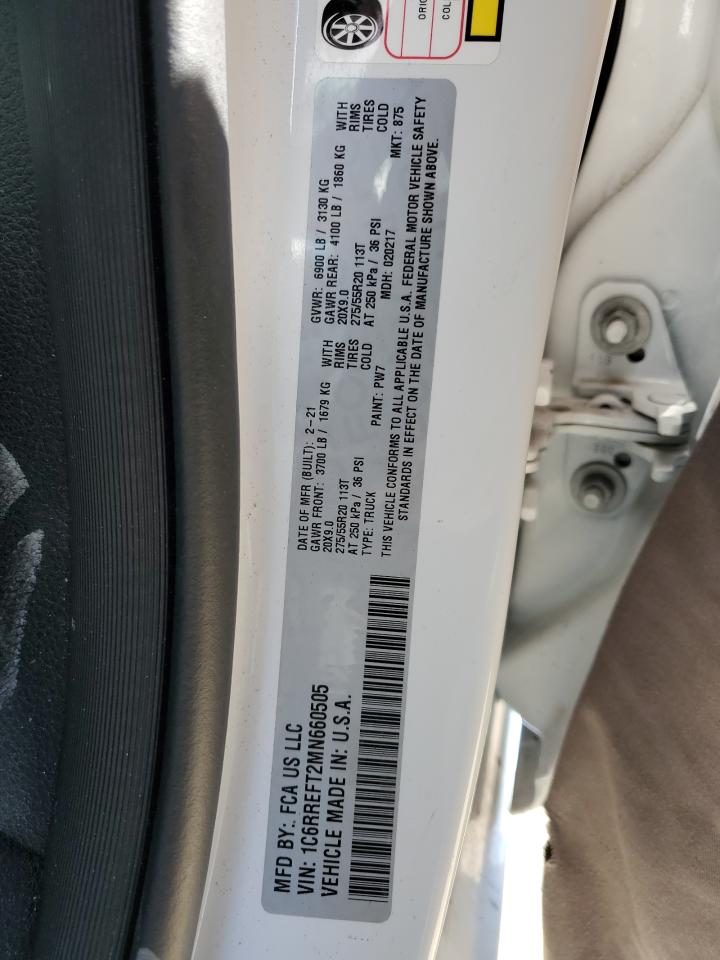 ORIG
COL
MFD BY:. FCA US LLC
VIN: 1C6RREFT2MN660505
VEHICLE MADE IN: U.S.A.
DATE OF MFR (BUILT): 2-21
GAWR FRONT: 3700 LB / 1679 KG WITH
20X9.0 RIMS
275/55R20 113T TIRES
AT 250 kPa / 36 PSI COLD
TYPE: TRUCK PAINT: PW7
GVWR: 6900 LB / 3130 KG
GAWR REAR: 4100 LB / 1860 KG WITH
20X9.0 RIMS
275/55R20 113T TIRES
AT 250 kPa / 36 PSI COLD
MDH: 020217 MKT: 875
THIS VEHICLE CONFORMS TO ALL APPLICABLE U.S.A. FEDERAL MOTOR VEHICLE SAFETY
STANDARDS IN EFFECT ON THE DATE OF MANUFACTURE SHOWN ABOVE.